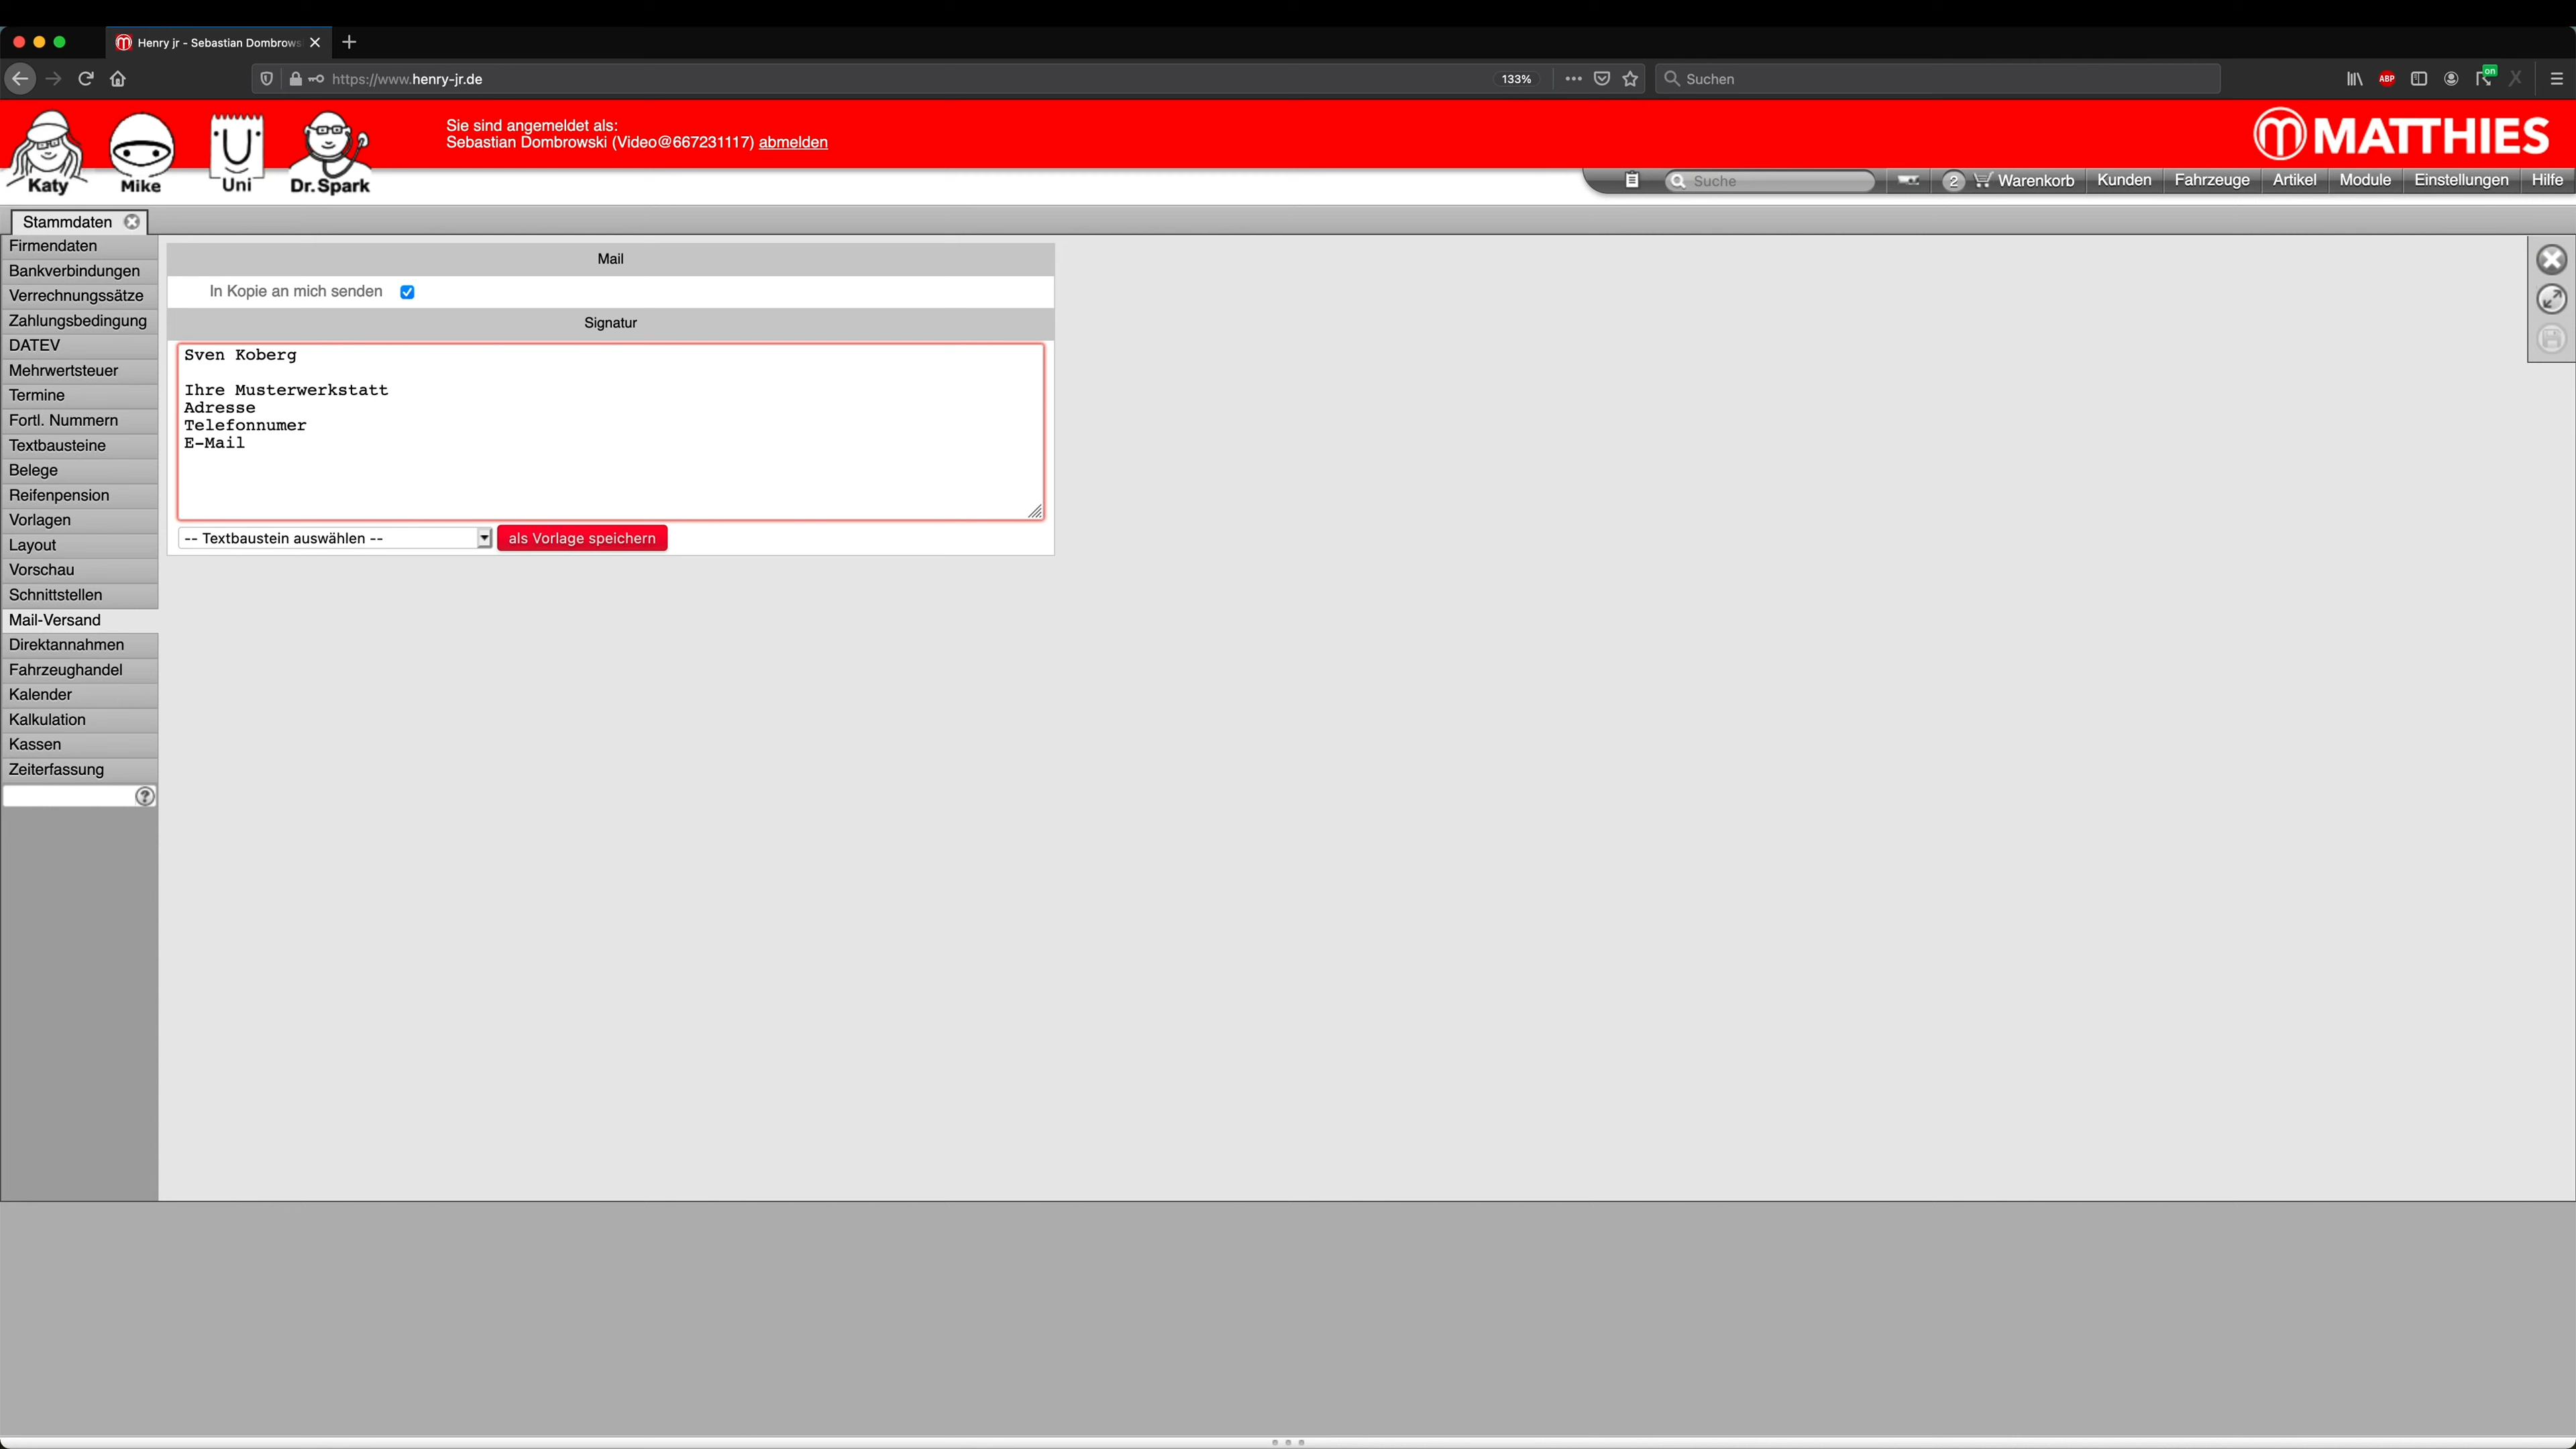 Henry jr - Sebastian Dombrows
https://www.henry-jr.de
133%
Suchen
ABP
on
Katy
Mike
Uni
Dr. Spark
Sie sind angemeldet als:
Sebastian Dombrowski (Video@667231117) abmelden
MATTHIES
Suche
2 Warenkorb
Kunden
Fahrzeuge
Artikel
Module
Einstellungen
Hilfe
Stammdaten
Firmendaten
Bankverbindungen
Verrechnungssätze
Zahlungsbedingung
DATEV
Mehrwertsteuer
Termine
Fortl. Nummern
Textbausteine
Belege
Reifenpension
Vorlagen
Layout
Vorschau
Schnittstellen
Mail-Versand
Direktannahmen
Fahrzeughandel
Kalender
Kalkulation
Kassen
Zeiterfassung
Mail
In Kopie an mich senden
Signatur
Sven Koberg
Ihre Musterwerkstatt
Adresse
Telefonnumer
E-Mail
-- Textbaustein auswählen --
als Vorlage speichern